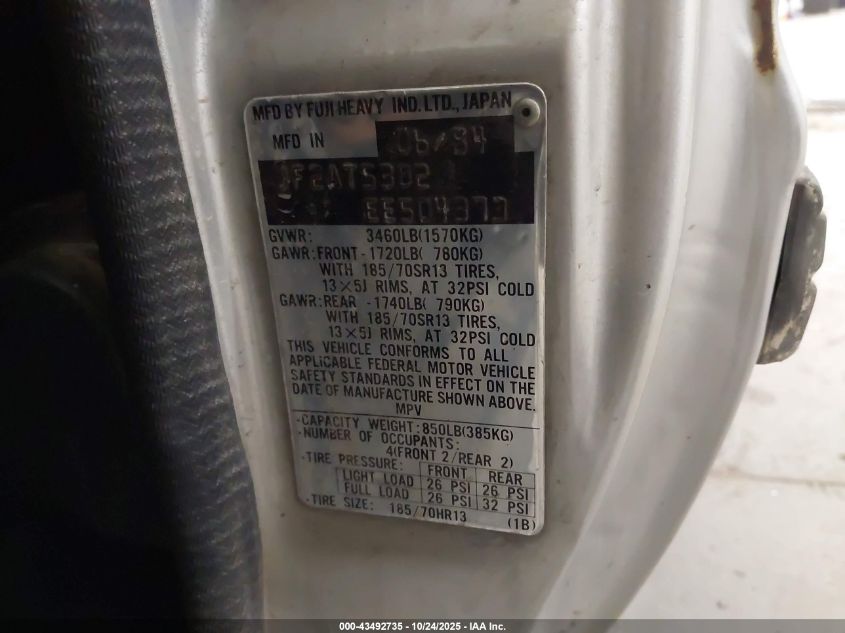 MFD BY FUJI HEAVY IND. LTD., JAPAN
MFD IN 06/84
JF2AT53B2
EE504373
GVWR: 3460LB(1570KG)
GAWR:FRONT-1720LB( 780KG)
WITH 185/70SR13 TIRES,
13×5J RIMS, AT 32PSI COLD
GAWR:REAR -1740LB( 790KG)
WITH 185/70SR13 TIRES,
13×5J RIMS, AT 32PSI COLD
THIS VEHICLE CONFORMS TO ALL
APPLICABLE FEDERAL MOTOR VEHICLE
SAFETY STANDARDS IN EFFECT ON THE
DATE OF MANUFACTURE SHOWN ABOVE.
MPV
·CAPACITY WEIGHT:850LB(385KG)
·NUMBER OF OCCUPANTS:
4(FRONT 2/REAR 2)
·TIRE PRESSURE: FRONT REAR
LIGHT LOAD 26 PSI 26 PSI
FULL LOAD 26 PSI 32 PSI
·TIRE SIZE: 185/70HR13 (1B)
000-43492735 - 10/24/2025 - IAA Inc.